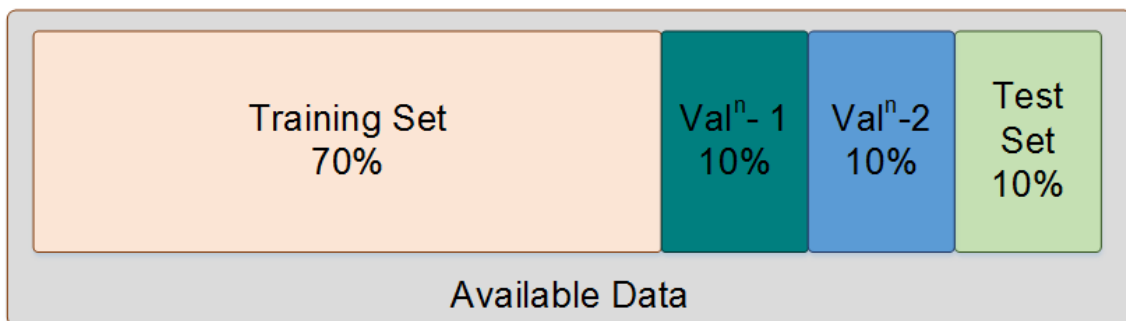 Training Set
70%
Valⁿ- 1
10%
Valⁿ-2
10%
Test
Set
10%
Available Data